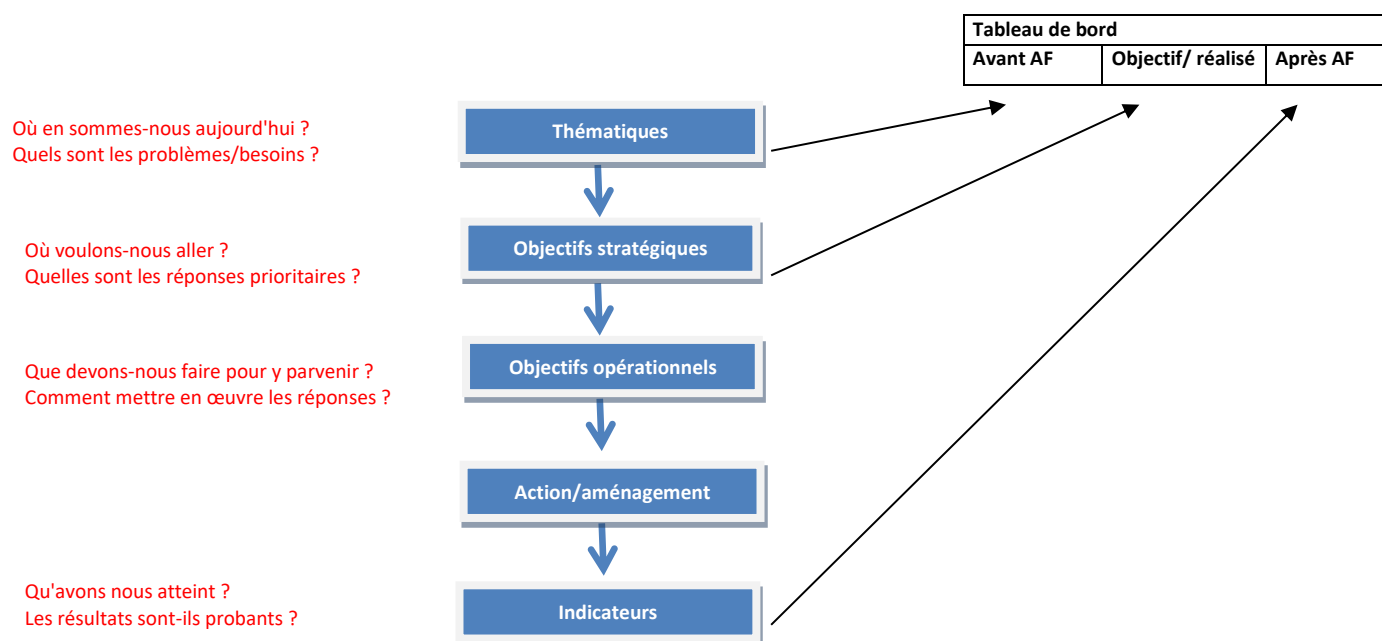 Tableau de bord
Avant AF
Objectif/ réalisé
Après AF
Où en sommes-nous aujourd'hui ?
Quels sont les problèmes/besoins ?
Thématiques
Où voulons-nous aller ?
Quelles sont les réponses prioritaires ?
Objectifs stratégiques
Que devons-nous faire pour y parvenir ?
Comment mettre en œuvre les réponses ?
Objectifs opérationnels
Action/aménagement
Qu'avons nous atteint ?
Les résultats sont-ils probants ?
Indicateurs